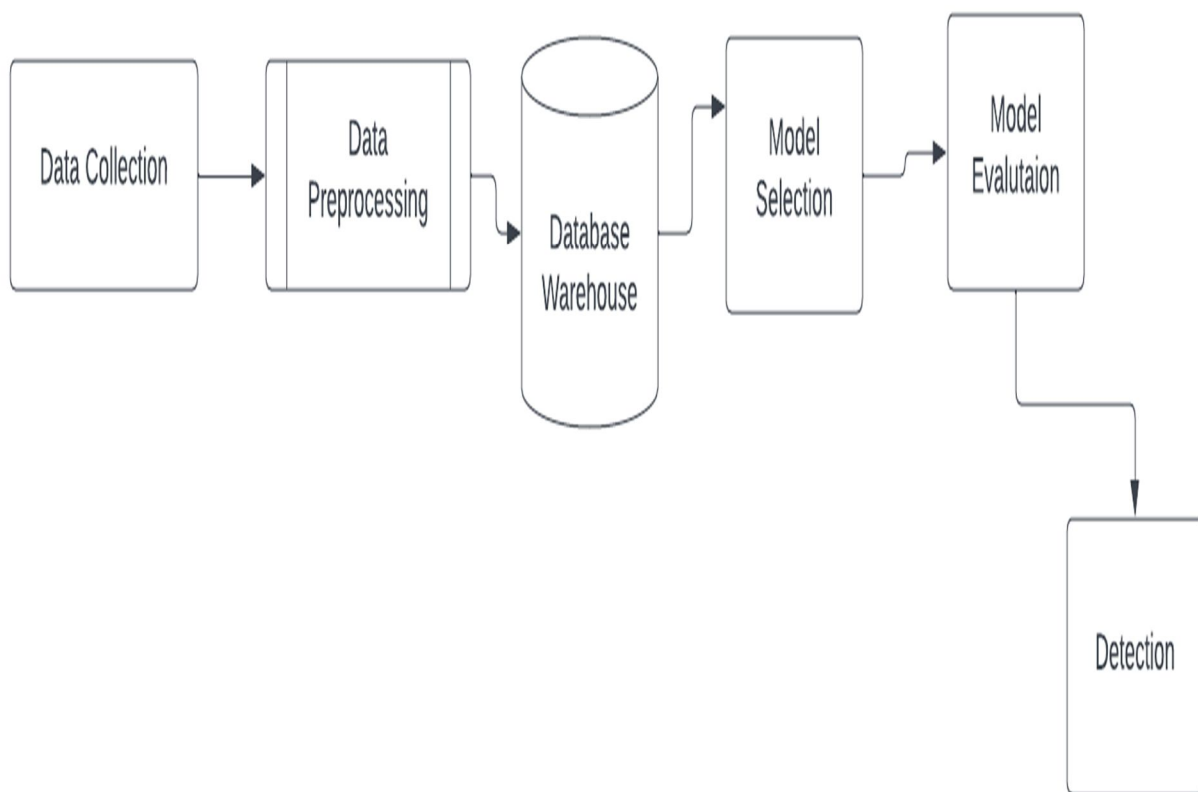 Data Collection
Data
Preprocessing
Database
Warehouse
Model
Selection
Model
Evalutaion
Detection